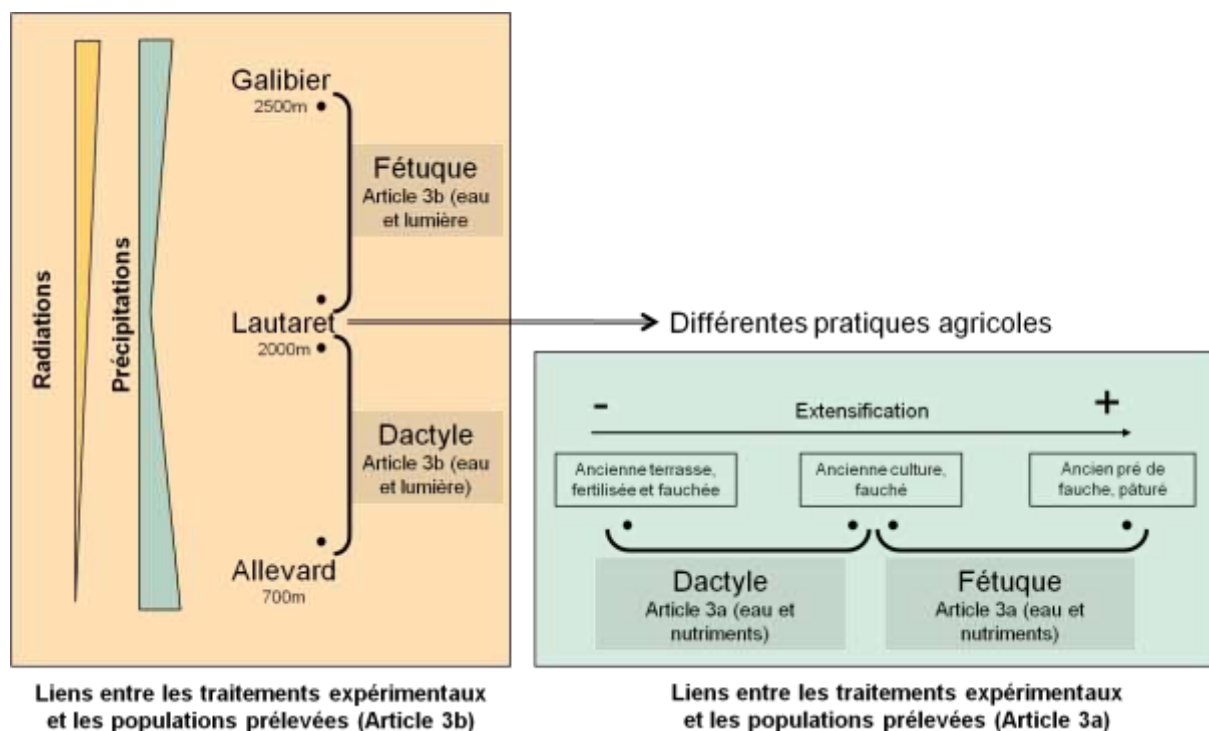 Radiations
Précipitations
Galibier
2500m
Fétuque
Article 3b (eau
et lumière
Lautaret
2000m
Dactyle
Article 3b (eau
et lumière)
Allevard
700m
Liens entre les traitements expérimentaux
et les populations prélevées (Article 3b)
Différentes pratiques agricoles
-
Extensification
+
Ancienne terrasse,
fertilisée et fauchée
Ancienne culture,
fauché
Ancien pré de
fauche, pâturé
Dactyle
Article 3a (eau et
nutriments)
Fétuque
Article 3a (eau et
nutriments)
Liens entre les traitements expérimentaux
et les populations prélevées (Article 3a)